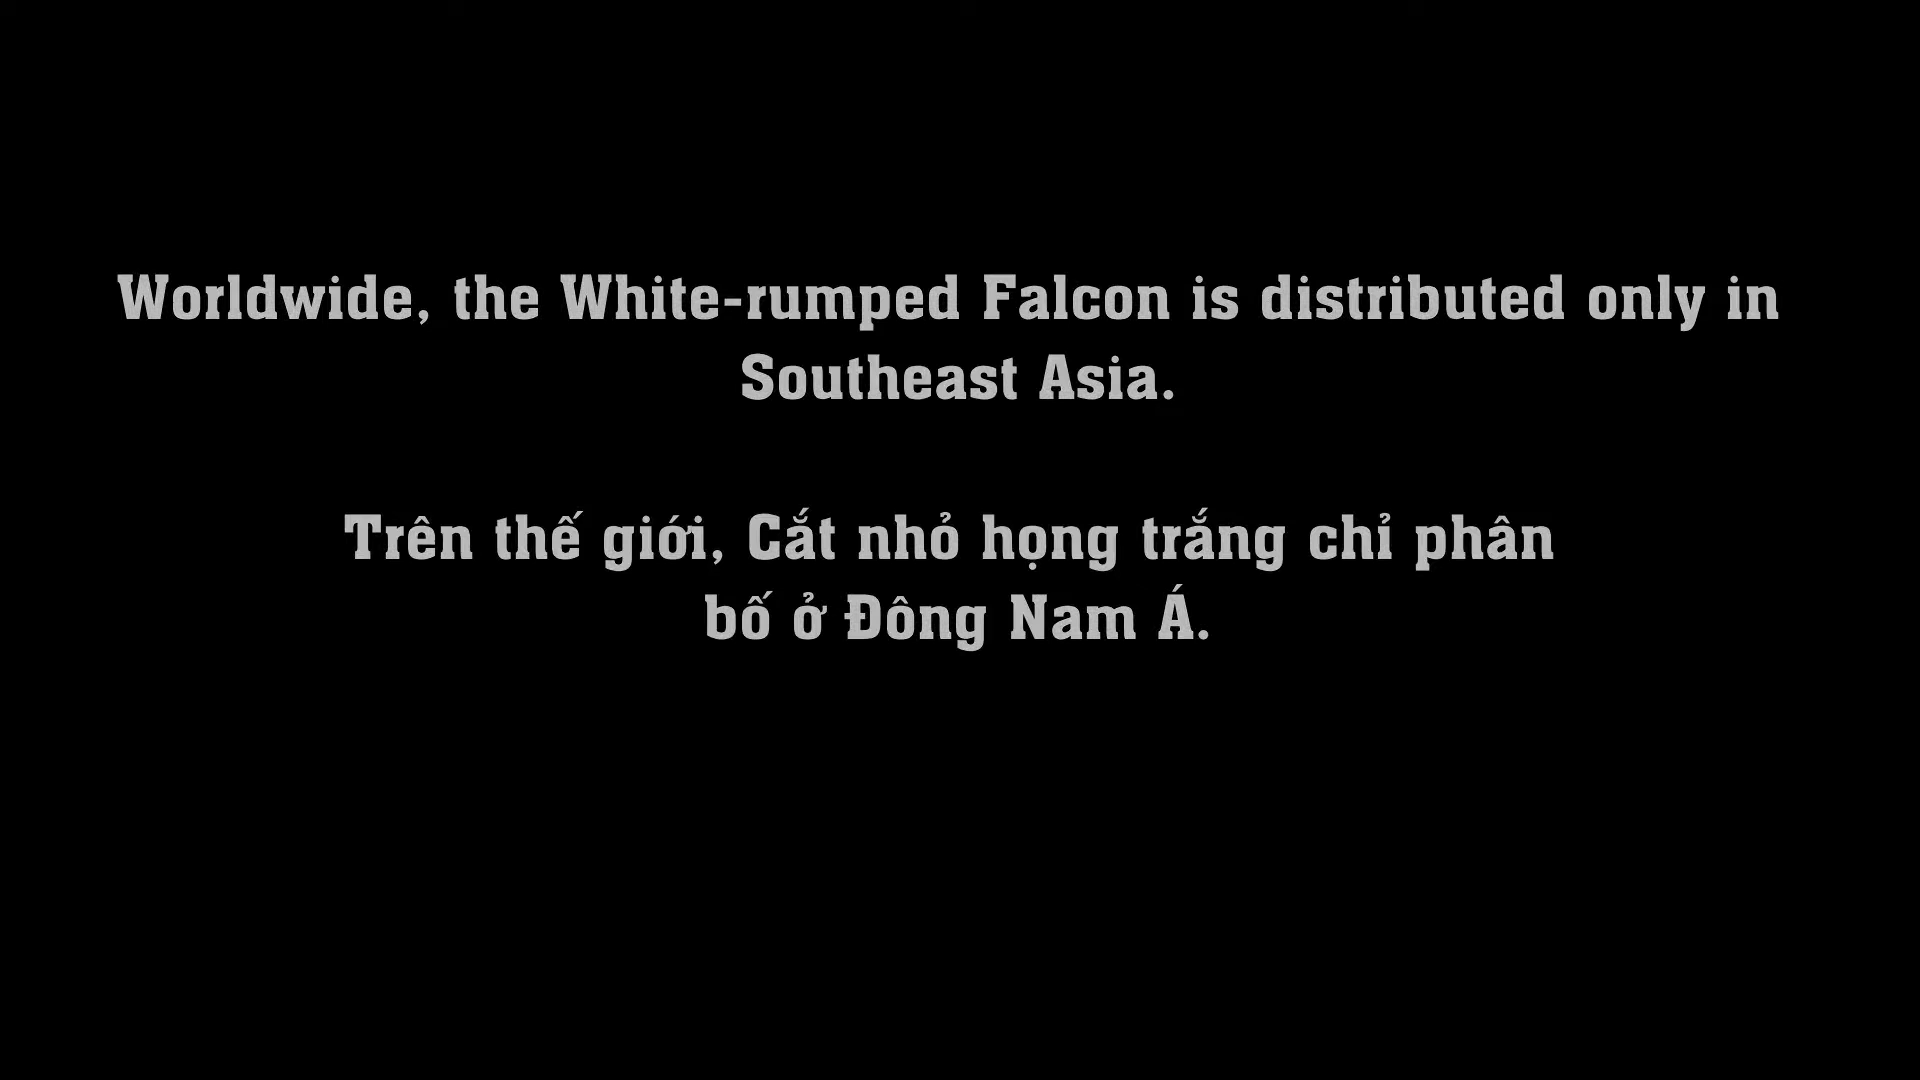 Worldwide, the White-rumped Falcon is distributed only in
Southeast Asia.
Trên thế giới, Cắt nhỏ họng trắng chỉ phân
bố ở Đông Nam Á.